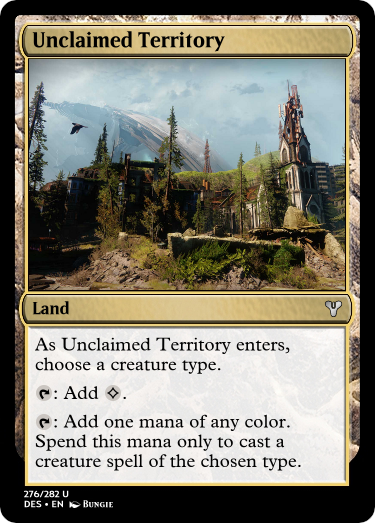 Unclaimed Territory
Land
As Unclaimed Territory enters,
choose a creature type.
: Add .
: Add one mana of any color.
Spend this mana only to cast a
creature spell of the chosen type.
276/282 U
DES • EN Bungie